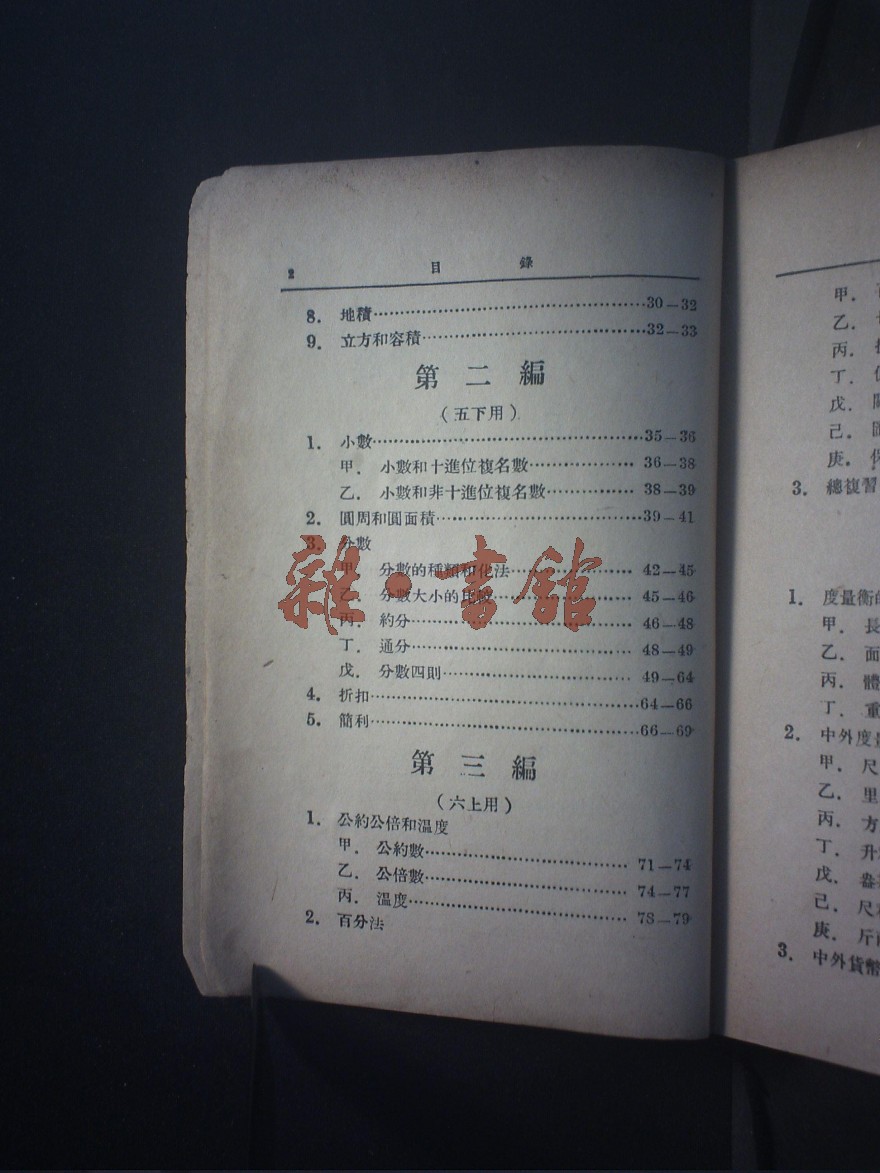 2 目 錄
8. 地積……30—32
9. 立方和容積……32—33
第 二 編
(五下用)
1. 小數……35—36
甲. 小數和十進位複名數……36—38
乙. 小數和非十進位複名數……38—39
2. 圓周和圓面積……39—41
3. 分數
甲. 分數的種類和化法……42—45
乙. 分數大小的比較……45—46
丙. 約分……46—48
丁. 通分……48—49
戊. 分數四則……49—64
4. 折扣……64—66
5. 簡利……66—69
第 三 編
(六上用)
1. 公約公倍和溫度
甲. 公約數……71—74
乙. 公倍數……74—77
丙. 溫度……78—79
2. 百分法
雜·書館
甲.
乙.
丙.
丁.
戊.
己.
庚.
3. 總複習
1. 度量衡
甲. 長
乙. 面
丙. 體
丁. 重
2. 中外度
甲. 尺
乙. 里
丙. 方
丁. 升
戊.
己. 尺
庚. 斤
3. 中外貨幣